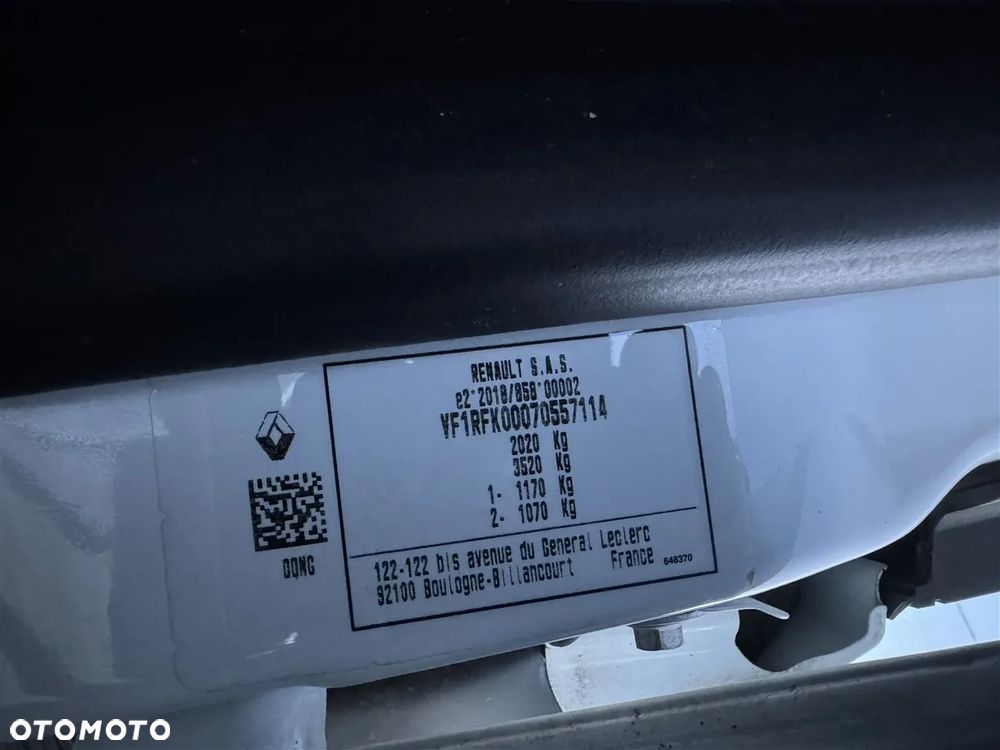 RENAULT S.A.S.
e2*2018/858*00002
VF1RFK00070557114
2020 Kg
3520 Kg
1- 1170 Kg
2- 1070 Kg
DQNG
122-122 bis avenue du General Leclerc
92100 Boulogne-Billancourt France 648370
OTOMOTO